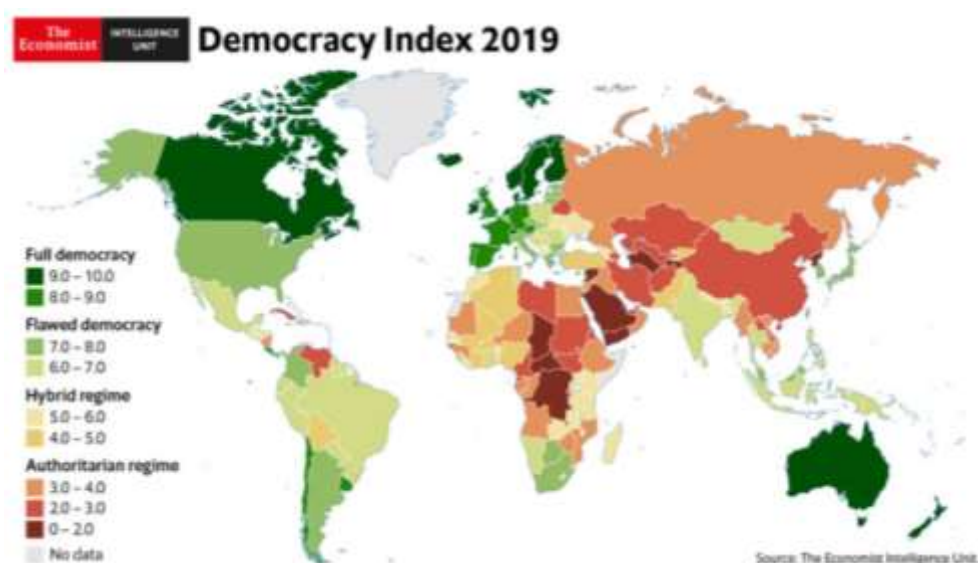 The
Economist
INTELLIGENCE
UNIT
Democracy Index 2019
Full democracy
9.0 – 10.0
8.0 – 9.0
Flawed democracy
7.0 – 8.0
6.0 – 7.0
Hybrid regime
5.0 – 6.0
4.0 – 5.0
Authoritarian regime
3.0 – 4.0
2.0 – 3.0
0 – 2.0
No data
Source: The Economist Intelligence Unit